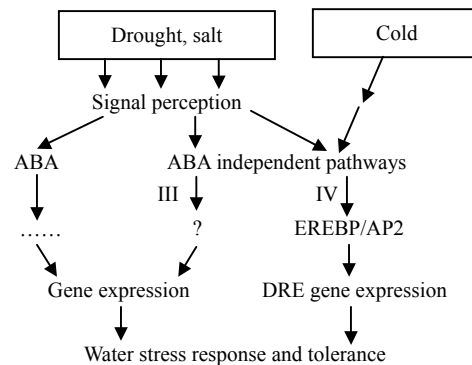 Drought, salt
Cold
Signal perception
ABA
ABA independent pathways
III
IV
……
?
EREBP/AP2
Gene expression
DRE gene expression
Water stress response and tolerance